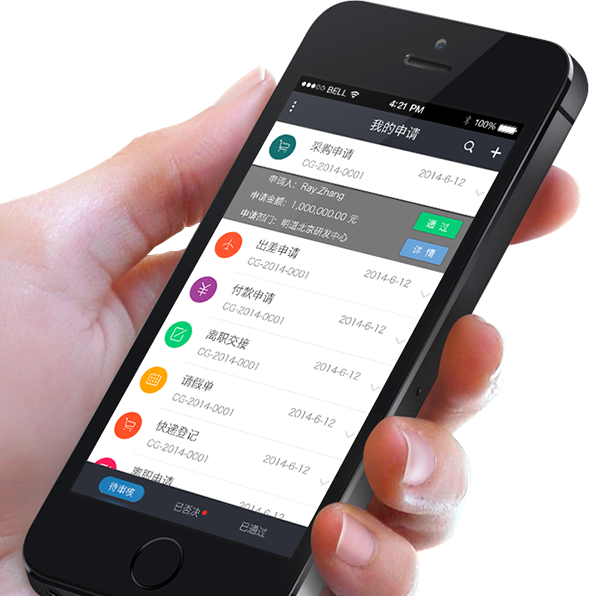 BELL 4:21 PM 100%
我的申请
采购申请
CG-2014-0001 2014-6-12
申请人: Ray.Zhang
申请金额: 1,000,000.00 元
通 过
申请部门: 明道北京研发中心
详 情
出差申请
CG-2014-0001 2014-6-12
付款申请
CG-2014-0001 2014-6-12
离职交接
CG-2014-0001 2014-6-12
请假单
CG-2014-0001 2014-6-12
快递登记
CG-2014-0001 2014-6-12
离职申请
2014-6-12
待审核 已否决 已通过